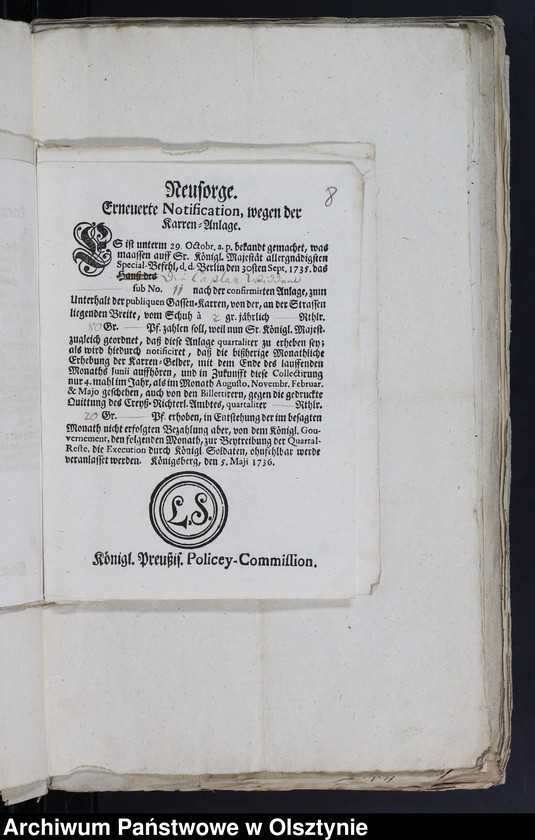 8
Neusorge.
Erneuerte Notification, wegen der
Karren-Anlage.
ES ist unterm 29. Octobr. a. p. bekandt gemachet, was
maassen auff Sr. Königl. Majestät allergnädigsten
Special-Befehl, d. d. Berlin den 30sten Sept. 1735. das
Hauß des Die Caplan
sub No. 11 nach der confirmirten Anlage, zum
Unterhalt der publiquen Gassen-Karren, von der, an der Strassen
liegenden Breite, vom Schuh à 2 gr. jährlich — Rthlr.
80 Gr. — Pf. zahlen soll, weil nun Sr. Königl. Majest-
zugleich geordnet, daß diese Anlage quartaliter zu erheben sey;
als wird hiedurch notificiret, daß die bißherige Monathliche
Erhebung der Karren-Gelder, mit dem Ende des lauffenden
Monaths Junii auffhören, und in Zukunfft diese Collectirung
nur 4. mahl im Jahr, als im Monath Augusto, Novembr. Februar.
& Majo geschehen, auch von den Billettirern, gegen die gedruckte
Quittung des Creyß-Richterl. Ambtes, quartaliter — Rthlr.
20 Gr. — Pf. erhoben, in Entstehung der im besagten
Monath nicht erfolgten Bezahlung aber, von dem Königl. Gou-
vernement, den folgenden Monath, zur Beytreibung der Quartal-
Reste, die Execution durch Königl. Soldaten, ohnfehlbar werde
veranlasset werden. Königsberg, den 5. Maji 1736.
L.S.
Königl. Preußis. Policey-Commission.
Archiwum Państwowe w Olsztynie